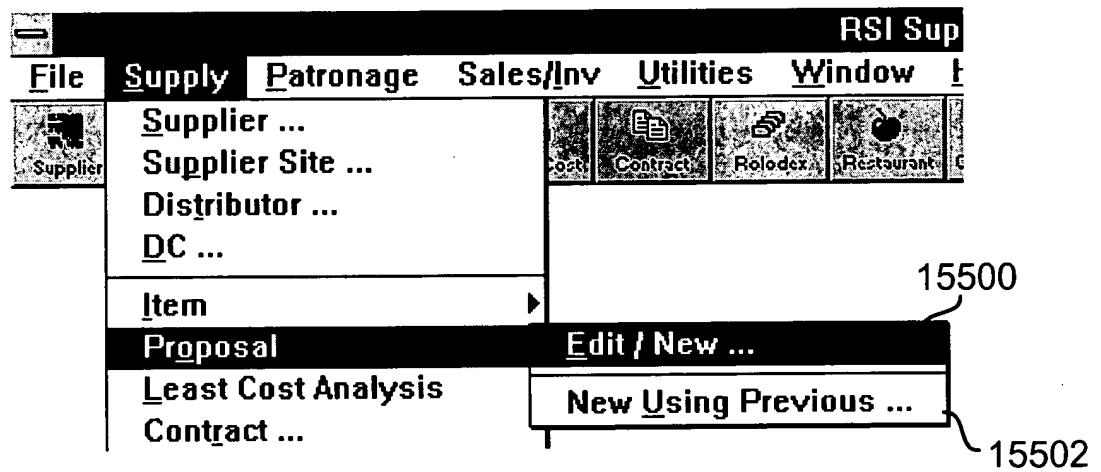 RSI Sup
File Supply Patronage Sales/Inv Utilities Window
Supplier Cost Contract Rolodex Restaurant
Supplier ...
Supplier Site ...
Distributor ...
DC ...
15500
Item
Proposal Edit / New ...
Least Cost Analysis New Using Previous ...
Contract ...
15502